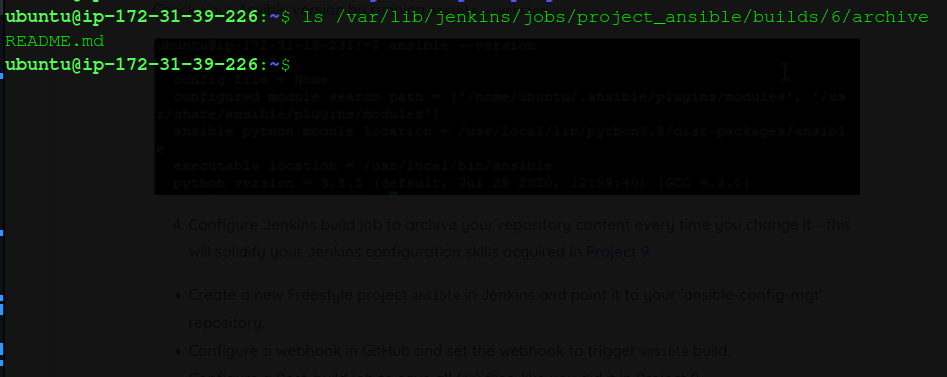 ubuntu@ip-172-31-39-226:~$ ls /var/lib/jenkins/jobs/project_ansible/builds/6/archive
README.md
ubuntu@ip-172-31-39-226:~$
ubuntu@ip-172-31-18-231:~$ ansible --version
config file = None
configured module search path = ['/home/ubuntu/.ansible/plugins/modules', '/us
r/share/ansible/plugins/modules']
ansible python module location = /usr/local/lib/python3.8/dist-packages/ansibl
e
executable location = /usr/local/bin/ansible
python version = 3.8.5 (default, Jul 28 2020, 12:59:40) [GCC 9.3.0]
4. Configure Jenkins build job to archive your repository content every time you change it - this
will solidify your Jenkins configuration skills acquired in Project 9.
• Create a new Freestyle project ansible in Jenkins and point it to your 'ansible-config-mgt'
repository.
• Configure a webhook in GitHub and set the webhook to trigger ansible build.